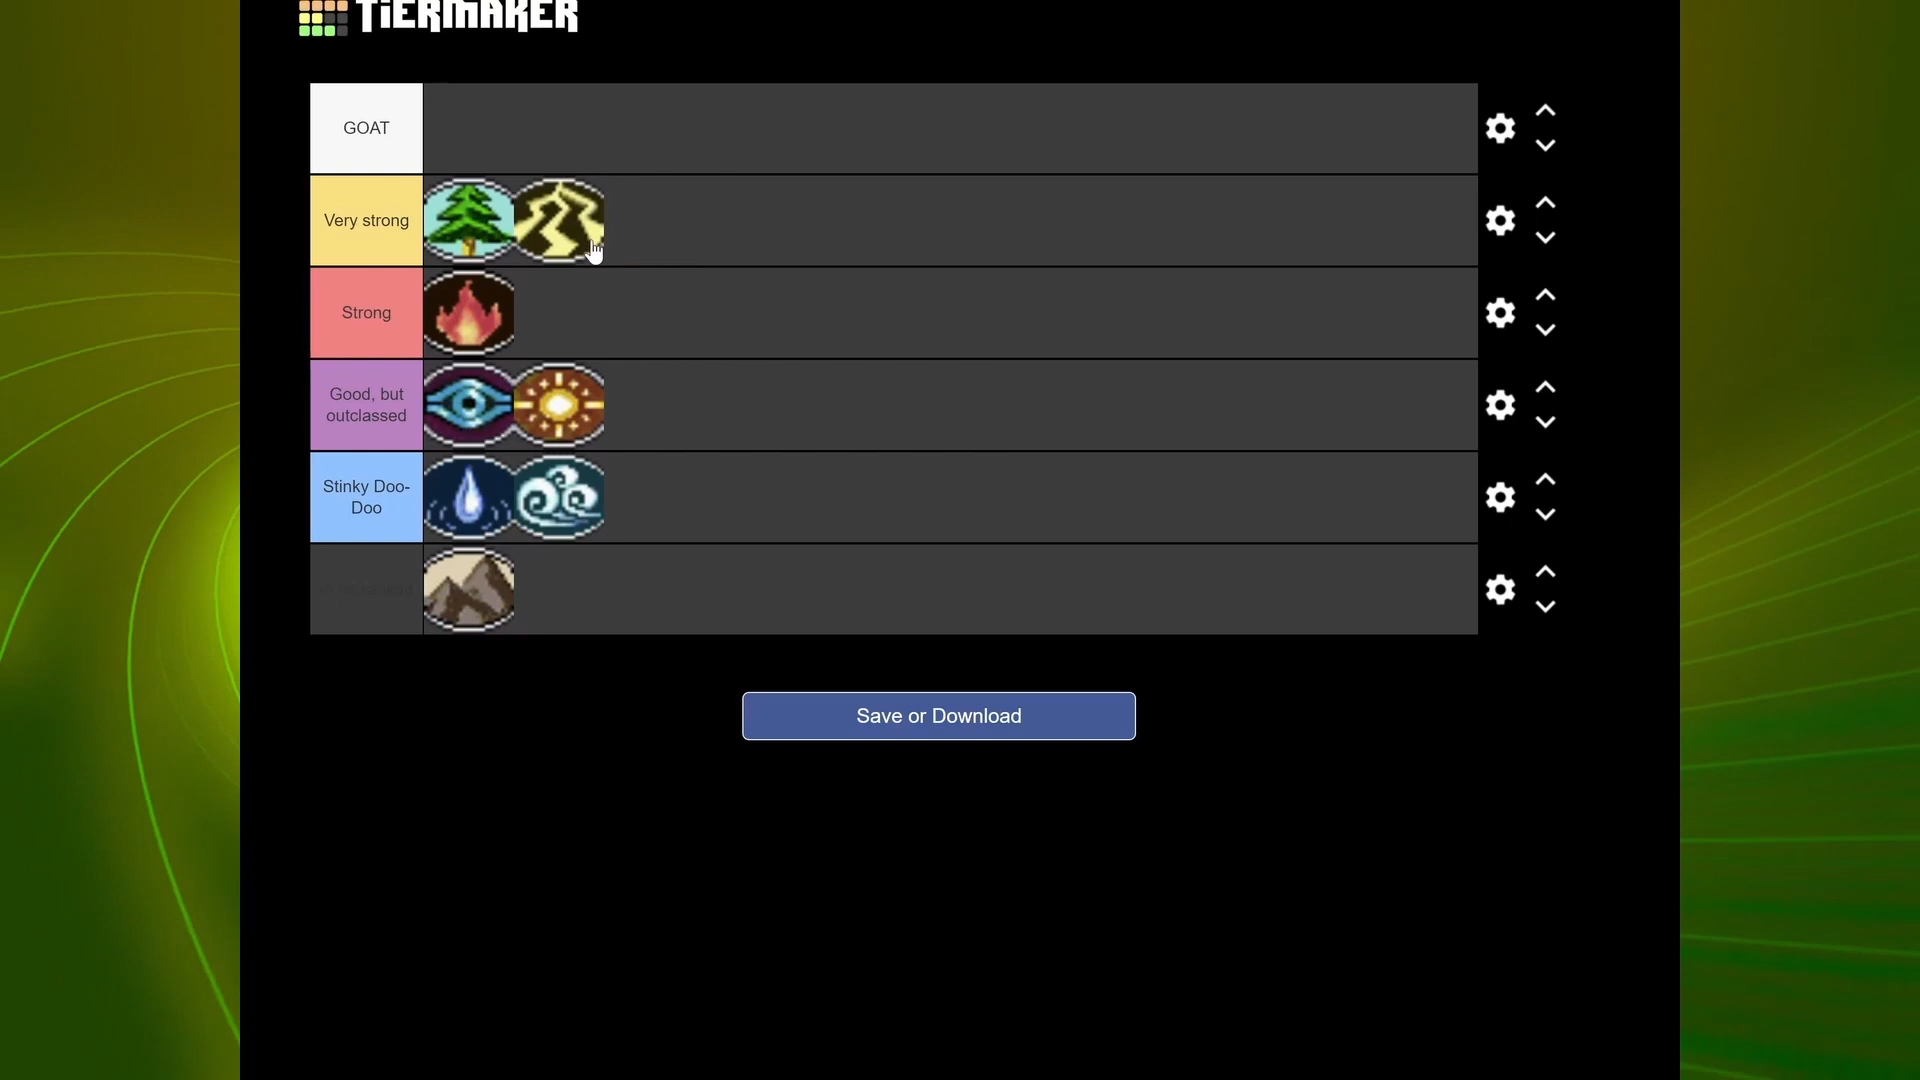 TiERMAKER
GOAT
Very strong
Strong
Good, but
outclassed
Stinky Doo-
Doo
Save or Download